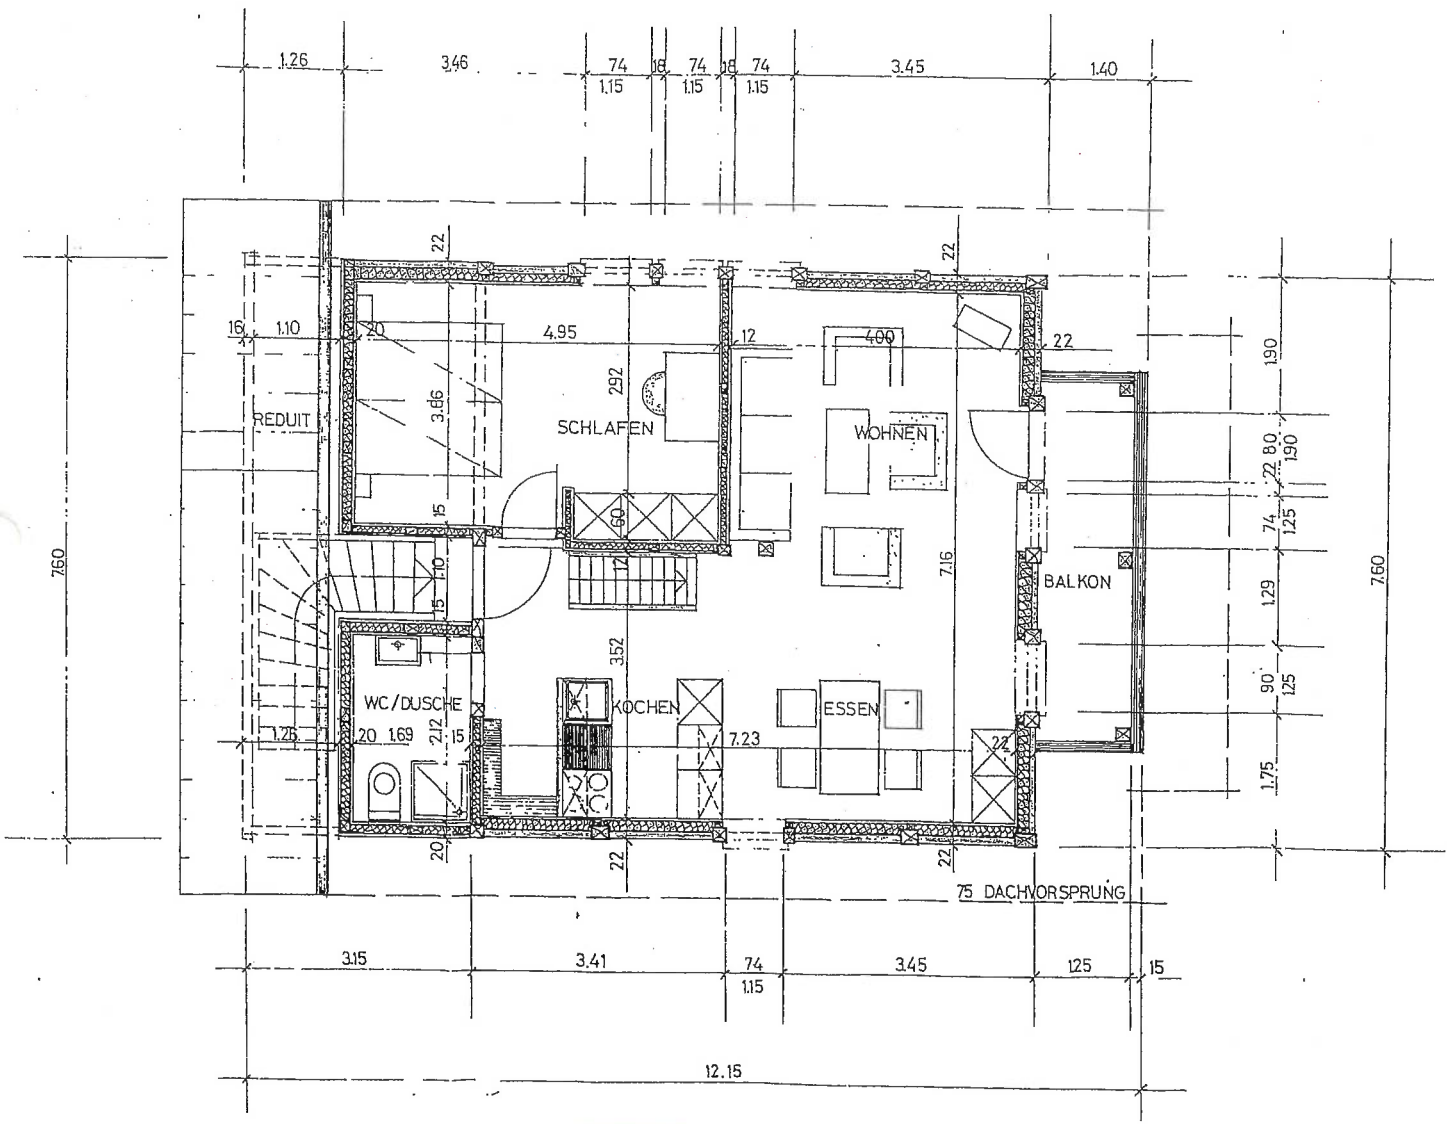 1.26 3.46 74 18 74 18 74 3.45 1.40
1.15 1.15 1.15
22 22
16 1.10 20 4.95 12 4.00 22
1.90
2.92
3.86
REDUIT SCHLAFEN WOHNEN
80
1.90
22
15 60 74
1.25
7.60 1.10 12 7.16 BALKON 7.60
15 1.29
3.52
90
1.25
WC/DUSCHE KOCHEN ESSEN
1.26 20 1.69 2.12 15 7.23 22
1.75
20 22 22
75 DACHVORSPRUNG
3.15 3.41 74 3.45 1.25 15
1.15
12.15